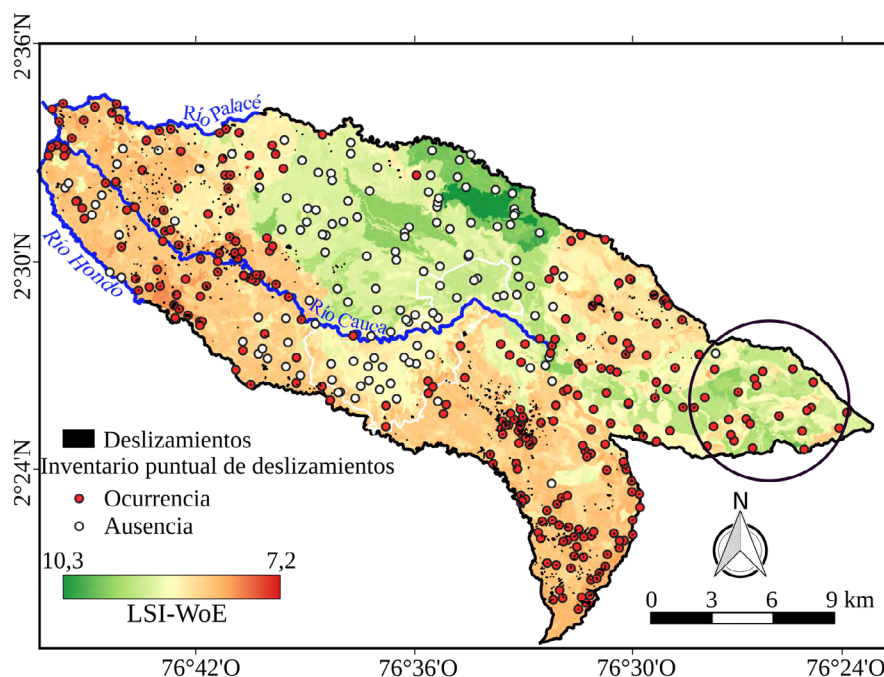 2°36'N
2°30'N
2°24'N
Río Palacé
Río Hondo
Río Cauca
Deslizamientos
Inventario puntual de deslizamientos
Ocurrencia
Ausencia
10,3 7,2
LSI-WoE
N
0 3 6 9 km
76°42'O 76°36'O 76°30'O 76°24'O